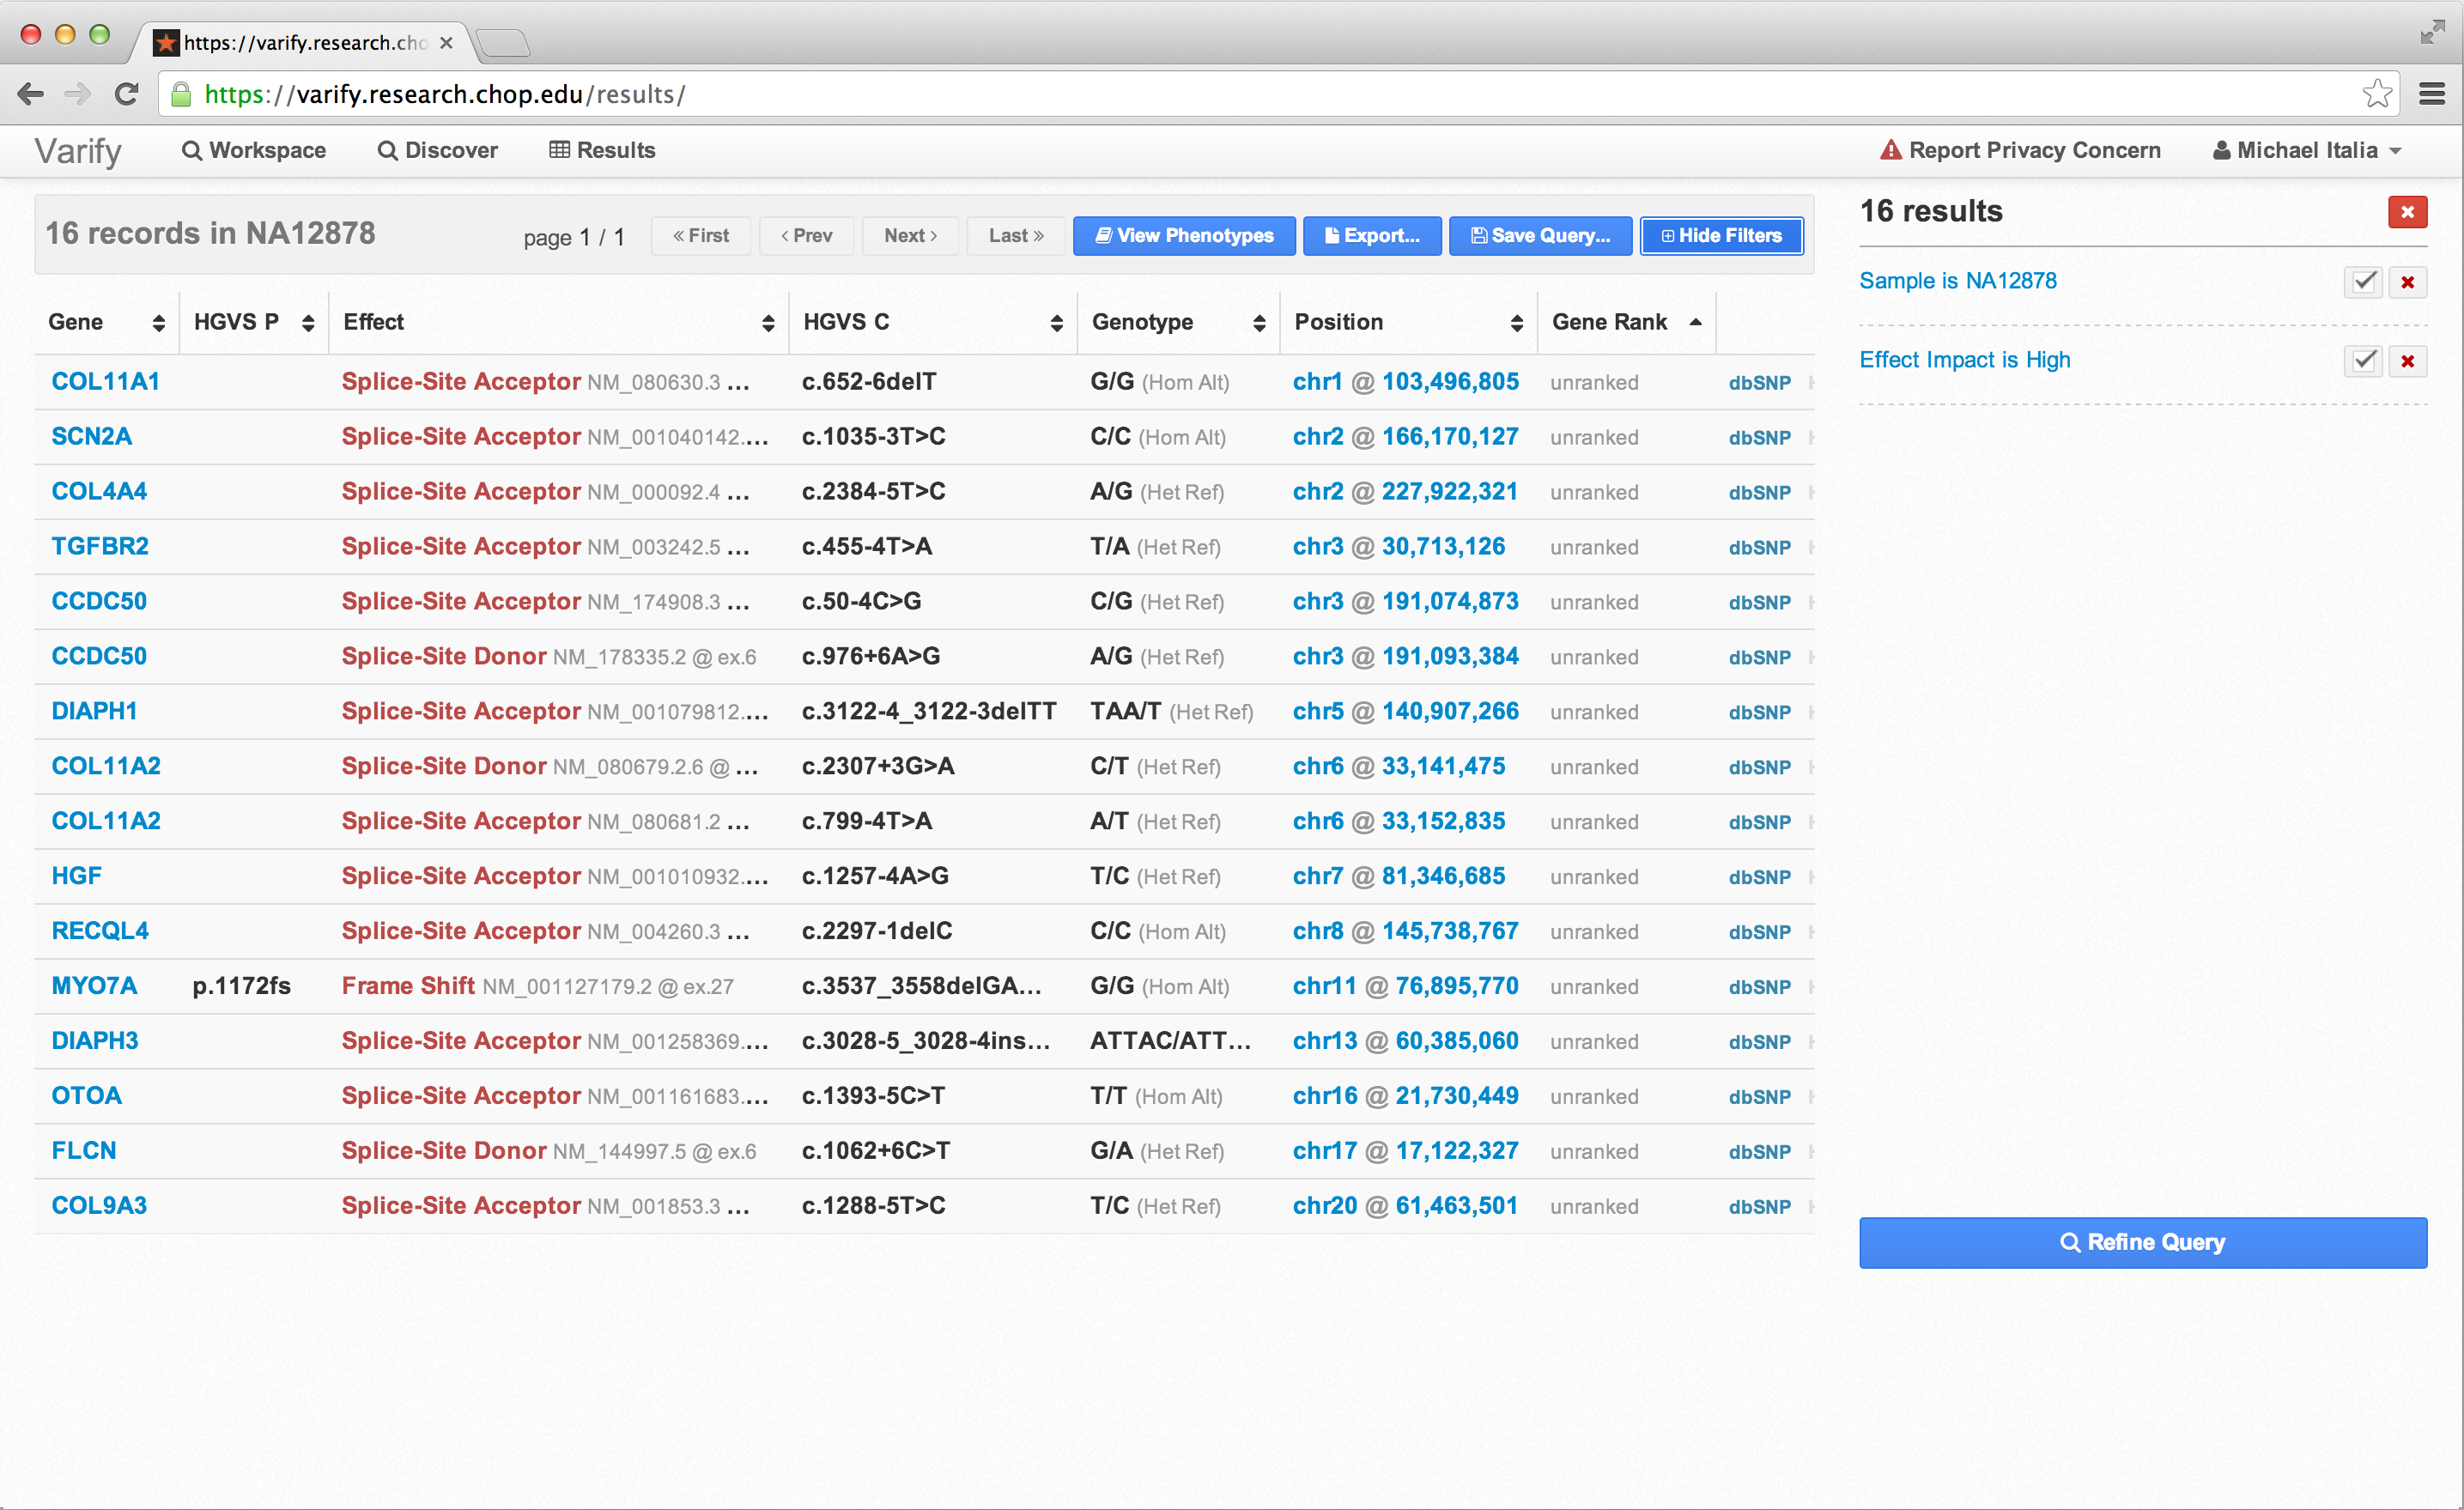 https://varify.research.cho
https://varify.research.chop.edu/results/
Varify Workspace Discover Results Report Privacy Concern Michael Italia
16 records in NA12878 page 1 / 1 « First ‹ Prev Next › Last » View Phenotypes Export... Save Query... Hide Filters
16 results
Sample is NA12878
Effect Impact is High
Gene HGVS P Effect HGVS C Genotype Position Gene Rank
COL11A1 Splice-Site Acceptor NM_080630.3 ... c.652-6delT G/G (Hom Alt) chr1 @ 103,496,805 unranked dbSNP
SCN2A Splice-Site Acceptor NM_001040142.... c.1035-3T>C C/C (Hom Alt) chr2 @ 166,170,127 unranked dbSNP
COL4A4 Splice-Site Acceptor NM_000092.4 ... c.2384-5T>C A/G (Het Ref) chr2 @ 227,922,321 unranked dbSNP
TGFBR2 Splice-Site Acceptor NM_003242.5 ... c.455-4T>A T/A (Het Ref) chr3 @ 30,713,126 unranked dbSNP
CCDC50 Splice-Site Acceptor NM_174908.3 ... c.50-4C>G C/G (Het Ref) chr3 @ 191,074,873 unranked dbSNP
CCDC50 Splice-Site Donor NM_178335.2 @ ex.6 c.976+6A>G A/G (Het Ref) chr3 @ 191,093,384 unranked dbSNP
DIAPH1 Splice-Site Acceptor NM_001079812.... c.3122-4_3122-3delTT TAA/T (Het Ref) chr5 @ 140,907,266 unranked dbSNP
COL11A2 Splice-Site Donor NM_080679.2.6 @ ... c.2307+3G>A C/T (Het Ref) chr6 @ 33,141,475 unranked dbSNP
COL11A2 Splice-Site Acceptor NM_080681.2 ... c.799-4T>A A/T (Het Ref) chr6 @ 33,152,835 unranked dbSNP
HGF Splice-Site Acceptor NM_001010932.... c.1257-4A>G T/C (Het Ref) chr7 @ 81,346,685 unranked dbSNP
RECQL4 Splice-Site Acceptor NM_004260.3 ... c.2297-1delC C/C (Hom Alt) chr8 @ 145,738,767 unranked dbSNP
MYO7A p.1172fs Frame Shift NM_001127179.2 @ ex.27 c.3537_3558delGA... G/G (Hom Alt) chr11 @ 76,895,770 unranked dbSNP
DIAPH3 Splice-Site Acceptor NM_001258369.... c.3028-5_3028-4ins... ATTAC/ATT... chr13 @ 60,385,060 unranked dbSNP
OTOA Splice-Site Acceptor NM_001161683.... c.1393-5C>T T/T (Hom Alt) chr16 @ 21,730,449 unranked dbSNP
FLCN Splice-Site Donor NM_144997.5 @ ex.6 c.1062+6C>T G/A (Het Ref) chr17 @ 17,122,327 unranked dbSNP
COL9A3 Splice-Site Acceptor NM_001853.3 ... c.1288-5T>C T/C (Het Ref) chr20 @ 61,463,501 unranked dbSNP
Refine Query